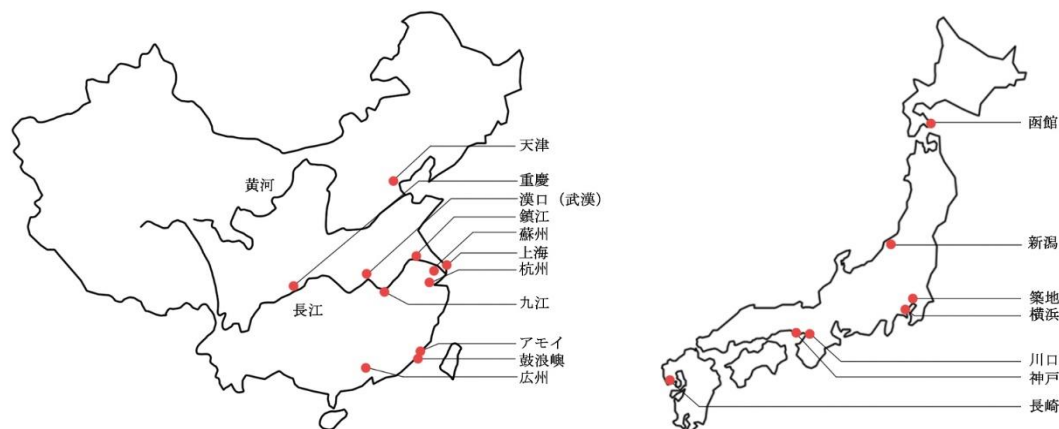 天津
黄河
重慶
漢口（武漢）
鎮江
蘇州
上海
杭州
長江
九江
アモイ
鼓浪嶼
広州
函館
新潟
築地
横浜
川口
神戸
長崎